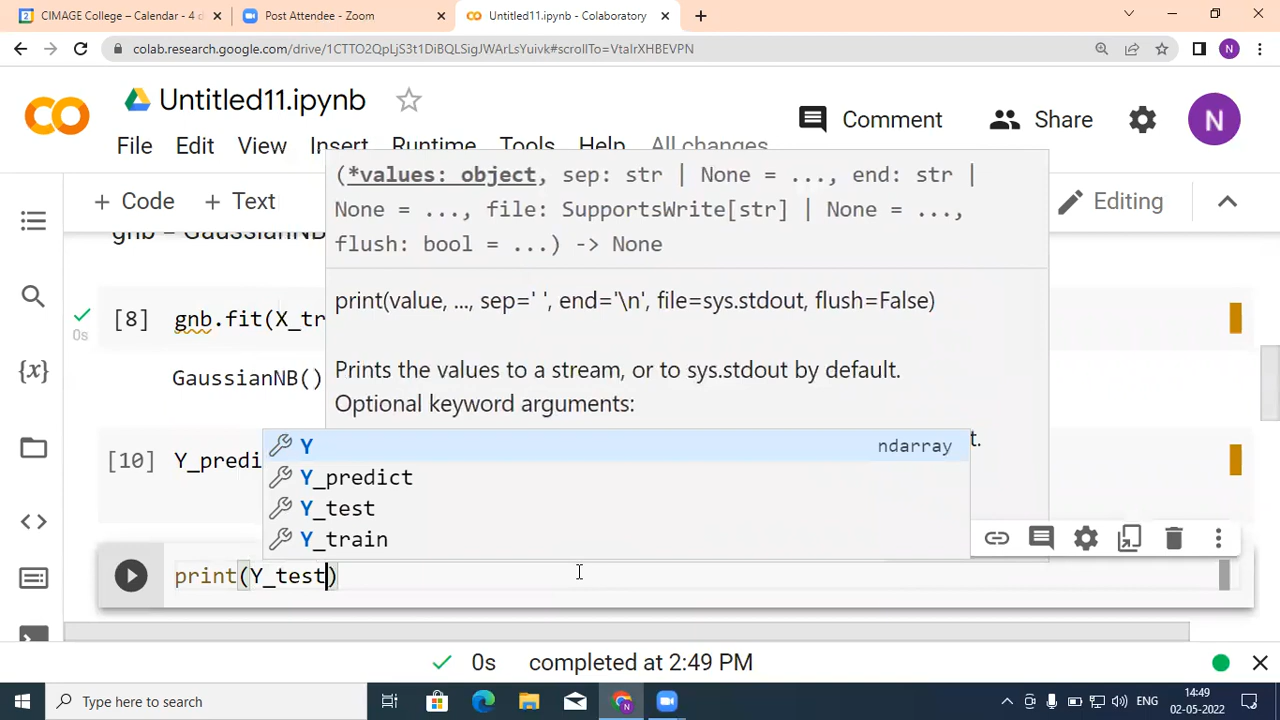 CIMAGE College – Calendar - 4 d
Post Attendee - Zoom
Untitled11.ipynb - Colaboratory
colab.research.google.com/drive/1CTTO2QpLjS3t1DiBQLSigJWArLsYuivk#scrollTo=VtaIrXHBEVPN
N
Untitled11.ipynb
Comment
Share
N
File Edit View Insert Runtime Tools Help All changes
+ Code + Text
Editing
gnb = GaussianNB
(*values: object, sep: str | None = ..., end: str |
None = ..., file: SupportsWrite[str] | None = ...,
flush: bool = ...) -> None
print(value, ..., sep=' ', end='\n', file=sys.stdout, flush=False)
0s
[8] gnb.fit(X_tr
GaussianNB()
Prints the values to a stream, or to sys.stdout by default.
Optional keyword arguments:
t.
[10] Y_predi
Y ndarray
Y_predict
Y_test
Y_train
print(Y_test)
0s completed at 2:49 PM
Type here to search
ENG
14:49
02-05-2022